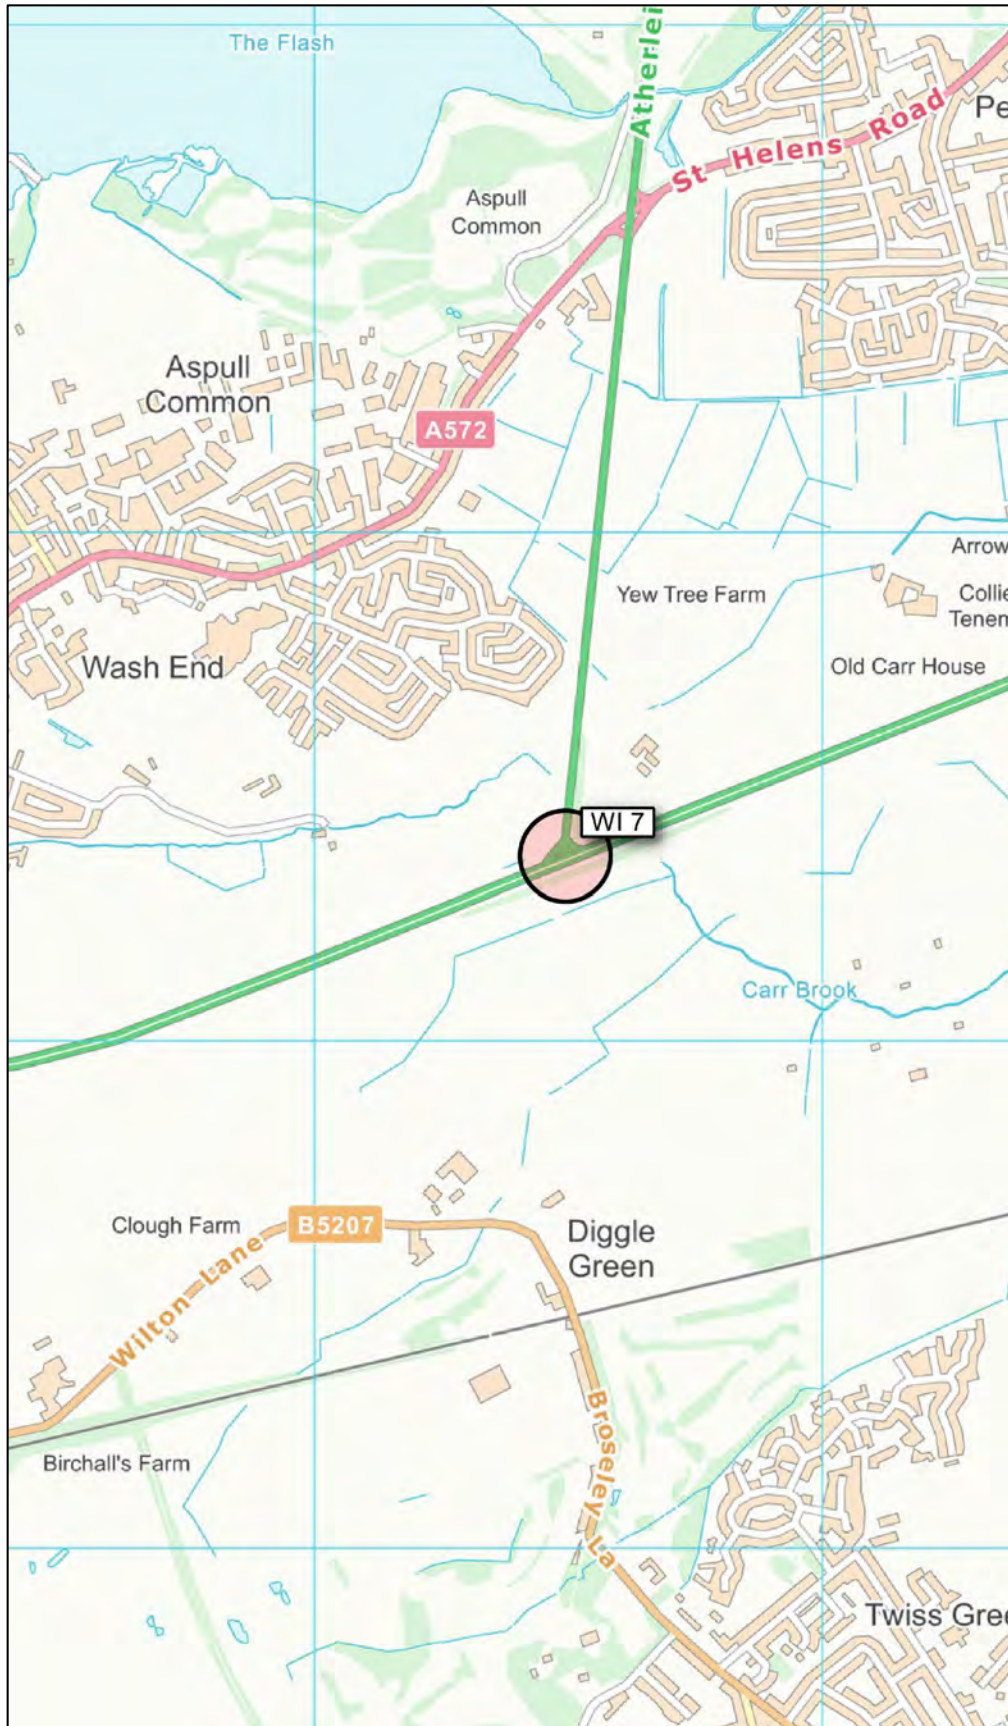 The Flash
Atherlei
St Helens Road
Pe
Aspull
Common
Aspull
Common
A572
Arrow
Yew Tree Farm
Collie
Tenem
Wash End
Old Carr House
WI 7
Carr Brook
Clough Farm
B5207
Diggle
Green
Wilton Lane
Broseley La
Birchall's Farm
Twiss Gree